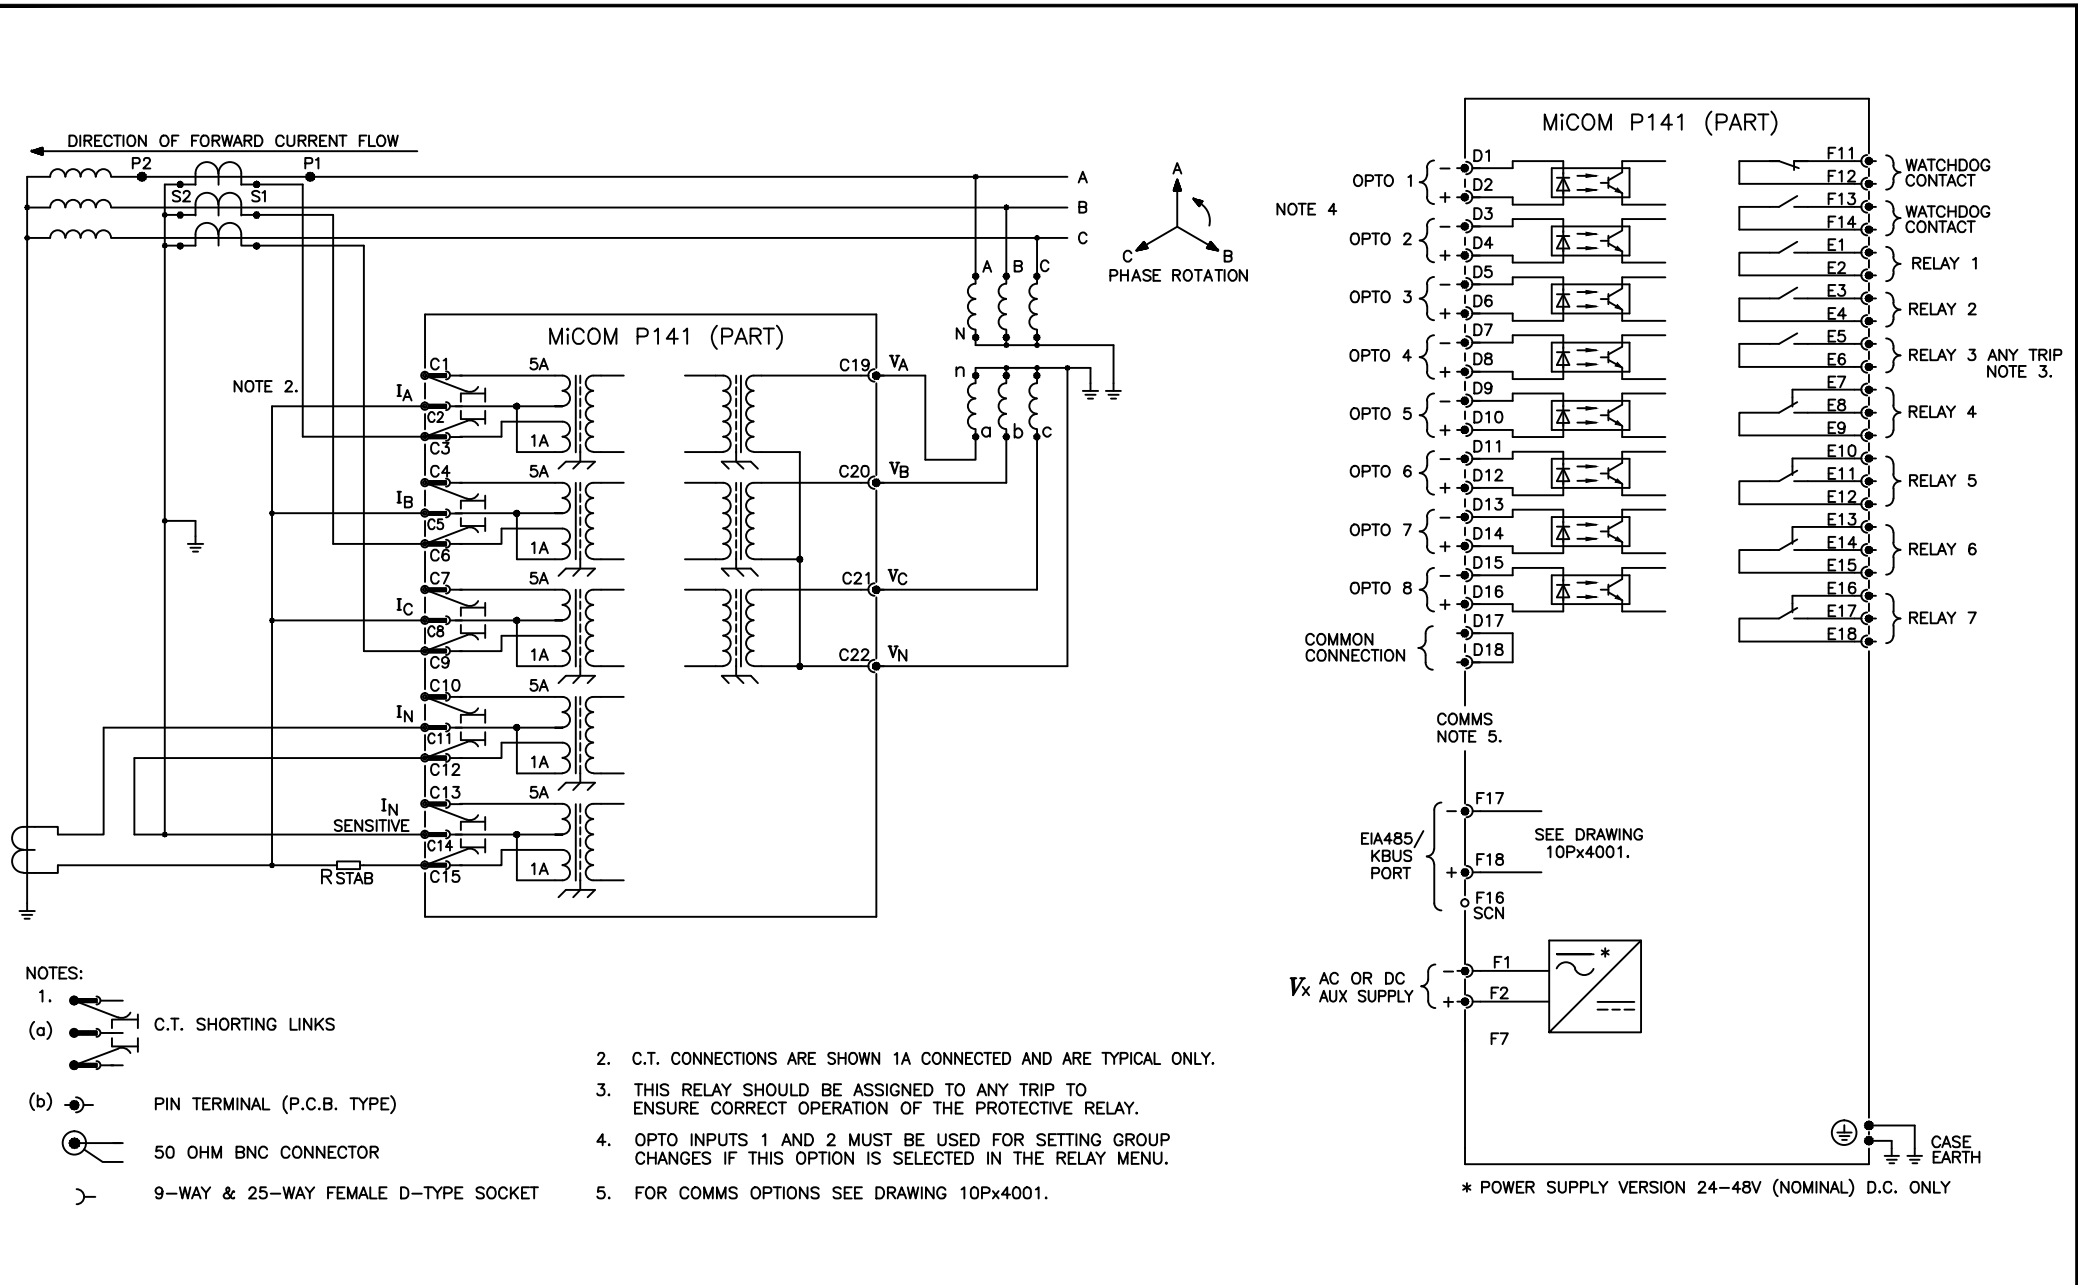 DIRECTION OF FORWARD CURRENT FLOW
P2
P1
S2
S1
A
B
C
A
C
B
PHASE ROTATION
A
B
C
N
n
a
b
c
NOTE 2.
MiCOM P141 (PART)
C1
5A
IA
C2
1A
C3
C4
5A
IB
C5
1A
C6
C7
5A
IC
C8
1A
C9
C10
5A
IN
C11
1A
C12
C13
5A
IN
SENSITIVE
C14
1A
C15
RSTAB
C19
VA
C20
VB
C21
VC
C22
VN
MiCOM P141 (PART)
NOTE 4
OPTO 1
-
D1
+
D2
OPTO 2
-
D3
+
D4
OPTO 3
-
D5
+
D6
OPTO 4
-
D7
+
D8
OPTO 5
-
D9
+
D10
OPTO 6
-
D11
+
D12
OPTO 7
-
D13
+
D14
OPTO 8
-
D15
+
D16
COMMON
CONNECTION
D17
D18
COMMS
NOTE 5.
EIA485/
KBUS
PORT
-
F17
+
F18
F16
SCN
SEE DRAWING
10Px4001.
Vx
AC OR DC
AUX SUPPLY
-
F1
+
F2
*
F7
F11
F12
WATCHDOG
CONTACT
F13
F14
WATCHDOG
CONTACT
E1
E2
RELAY 1
E3
E4
RELAY 2
E5
E6
RELAY 3 ANY TRIP
NOTE 3.
E7
E8
E9
RELAY 4
E10
E11
E12
RELAY 5
E13
E14
E15
RELAY 6
E16
E17
E18
RELAY 7
CASE
EARTH
* POWER SUPPLY VERSION 24-48V (NOMINAL) D.C. ONLY
NOTES:
1.
(a)
C.T. SHORTING LINKS
(b)
PIN TERMINAL (P.C.B. TYPE)
50 OHM BNC CONNECTOR
9-WAY & 25-WAY FEMALE D-TYPE SOCKET
2. C.T. CONNECTIONS ARE SHOWN 1A CONNECTED AND ARE TYPICAL ONLY.
3. THIS RELAY SHOULD BE ASSIGNED TO ANY TRIP TO
ENSURE CORRECT OPERATION OF THE PROTECTIVE RELAY.
4. OPTO INPUTS 1 AND 2 MUST BE USED FOR SETTING GROUP
CHANGES IF THIS OPTION IS SELECTED IN THE RELAY MENU.
5. FOR COMMS OPTIONS SEE DRAWING 10Px4001.